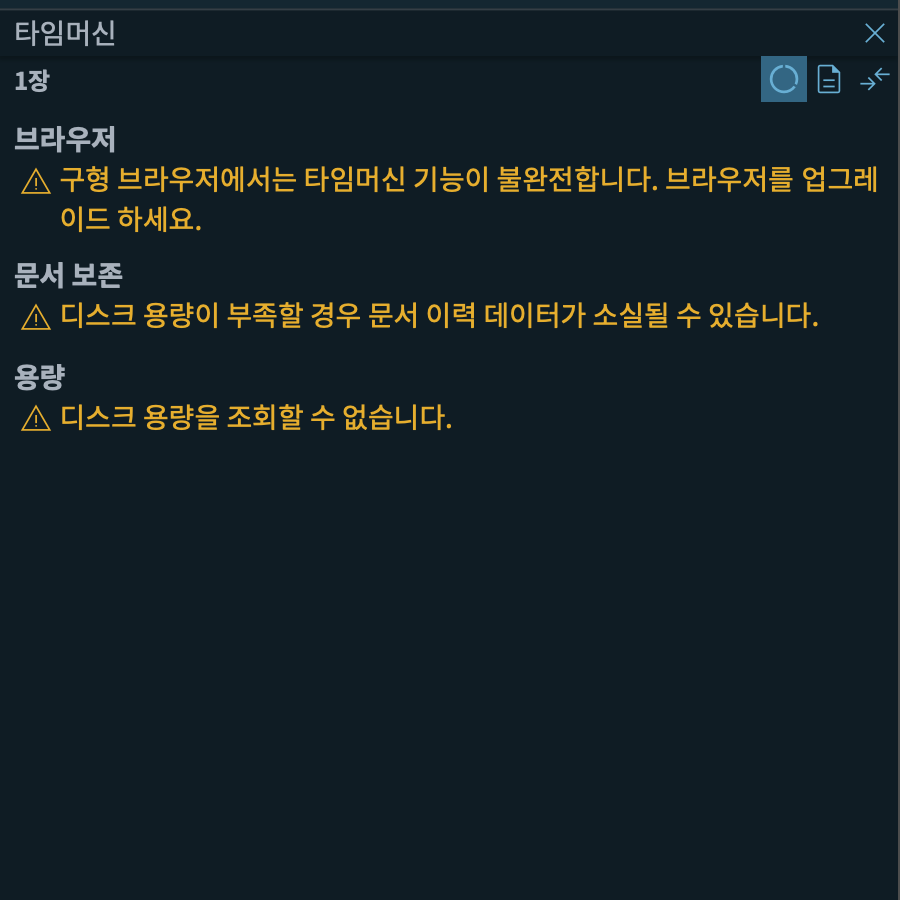 타임머신
1장
브라우저
구형 브라우저에서는 타임머신 기능이 불완전합니다. 브라우저를 업그레
이드 하세요.
문서 보존
디스크 용량이 부족할 경우 문서 이력 데이터가 소실될 수 있습니다.
용량
디스크 용량을 조회할 수 없습니다.